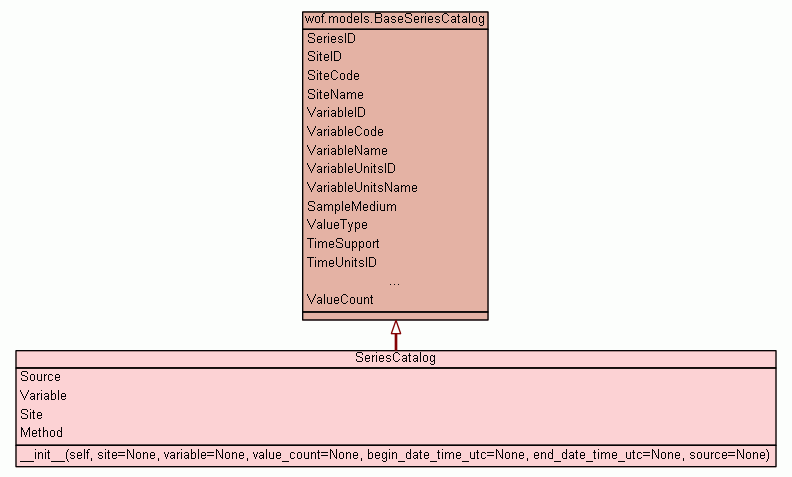 wof.models.BaseSeriesCatalog
SeriesID
SiteID
SiteCode
SiteName
VariableID
VariableCode
VariableName
VariableUnitsID
VariableUnitsName
SampleMedium
ValueType
TimeSupport
TimeUnitsID
...
ValueCount
SeriesCatalog
Source
Variable
Site
Method
__init__(self, site=None, variable=None, value_count=None, begin_date_time_utc=None, end_date_time_utc=None, source=None)